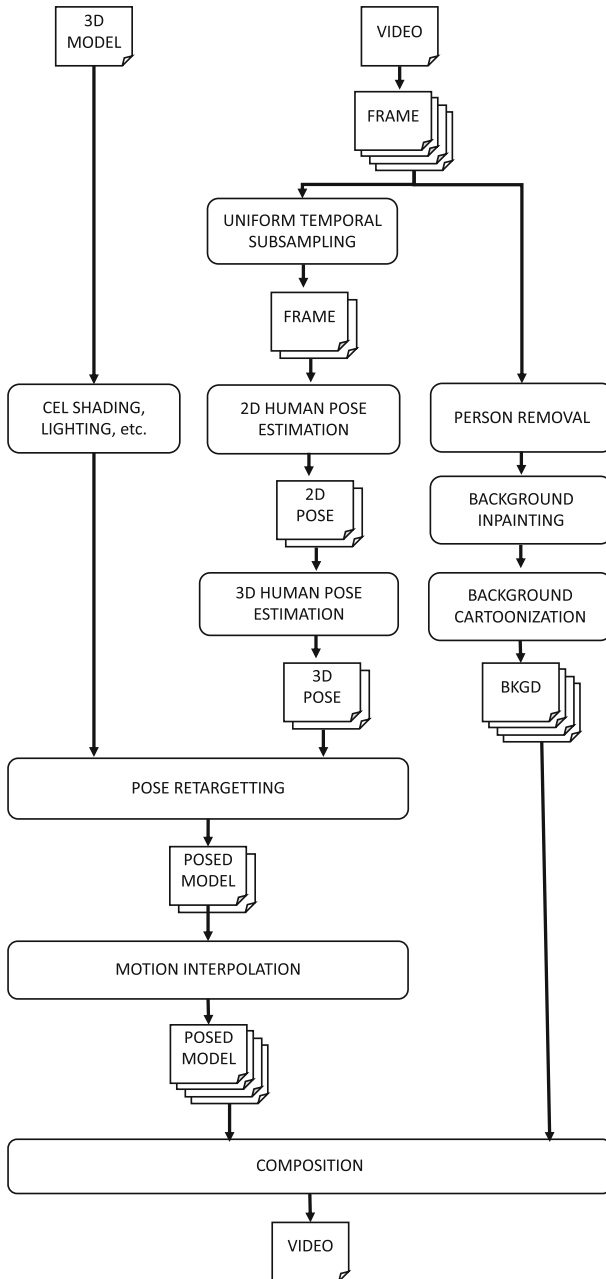 3D
MODEL
VIDEO
FRAME
UNIFORM TEMPORAL
SUBSAMPLING
FRAME
CEL SHADING,
LIGHTING, etc.
2D HUMAN POSE
ESTIMATION
PERSON REMOVAL
2D
POSE
BACKGROUND
INPAINTING
3D HUMAN POSE
ESTIMATION
BACKGROUND
CARTOONIZATION
3D
POSE
BKGD
POSE RETARGETTING
POSED
MODEL
MOTION INTERPOLATION
POSED
MODEL
COMPOSITION
VIDEO